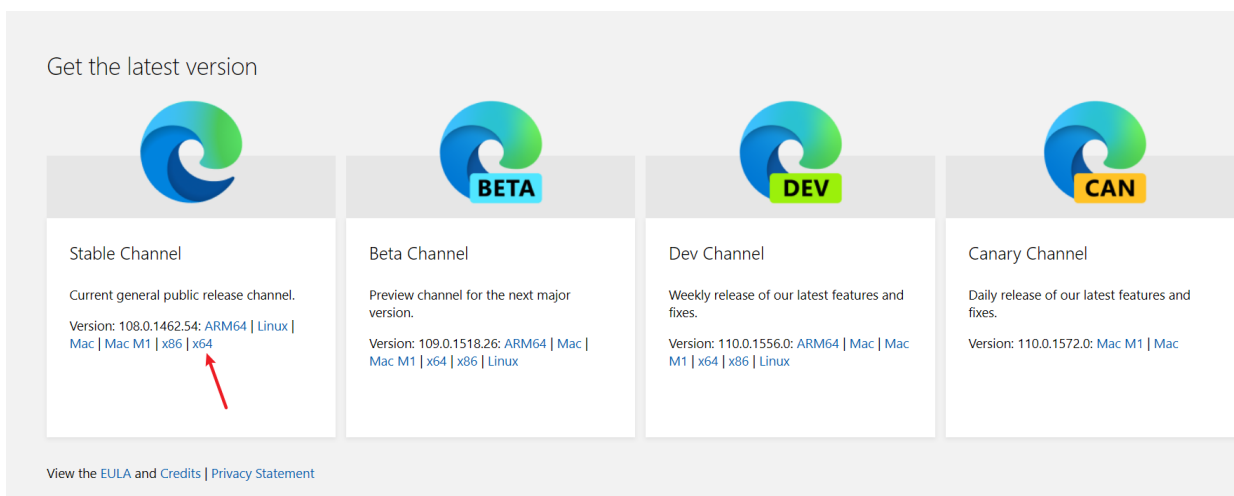 Get the latest version
BETA
DEV
CAN
Stable Channel
Current general public release channel.
Version: 108.0.1462.54: ARM64 | Linux |
Mac | Mac M1 | x86 | x64
Beta Channel
Preview channel for the next major
version.
Version: 109.0.1518.26: ARM64 | Mac |
Mac M1 | x64 | x86 | Linux
Dev Channel
Weekly release of our latest features and
fixes.
Version: 110.0.1556.0: ARM64 | Mac | Mac
M1 | x64 | x86 | Linux
Canary Channel
Daily release of our latest features and
fixes.
Version: 110.0.1572.0: Mac M1 | Mac
View the EULA and Credits | Privacy Statement